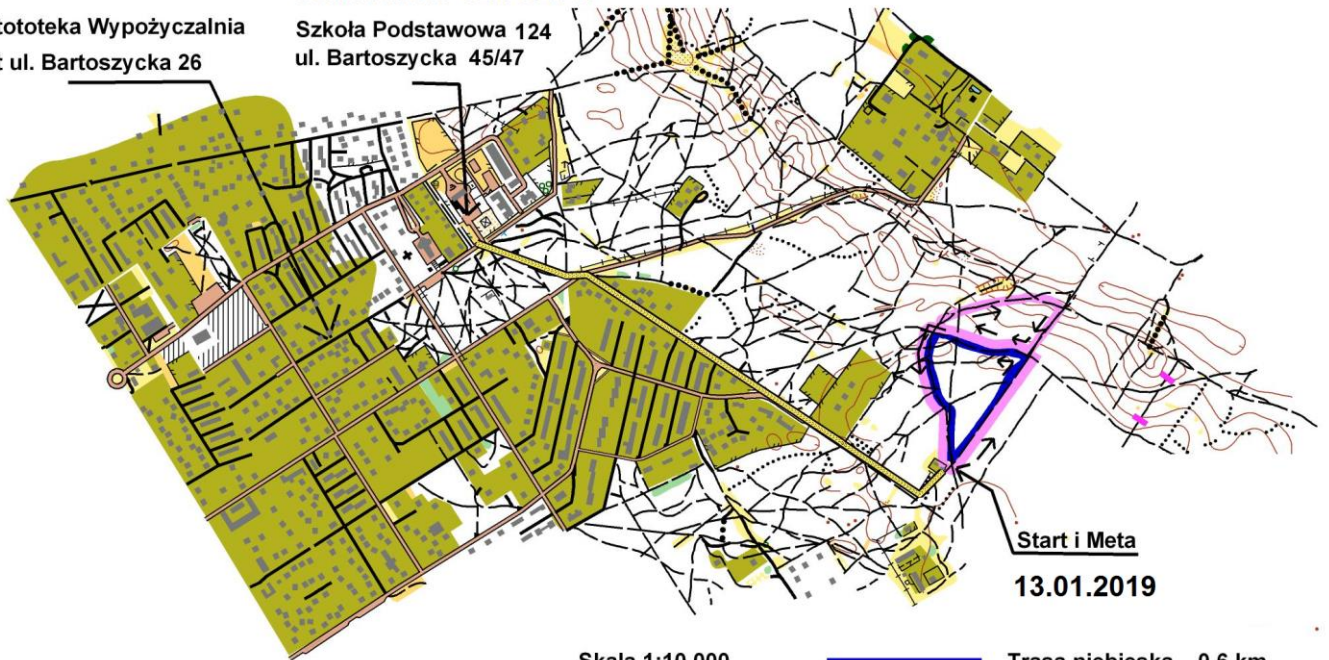 Wypożyczalnia
ul. Bartoszycka 26
Szkoła Podstawowa 124
ul. Bartoszycka 45/47
Start i Meta
13.01.2019
Skala 1:10 000
Trasa niebieska 0,6 km